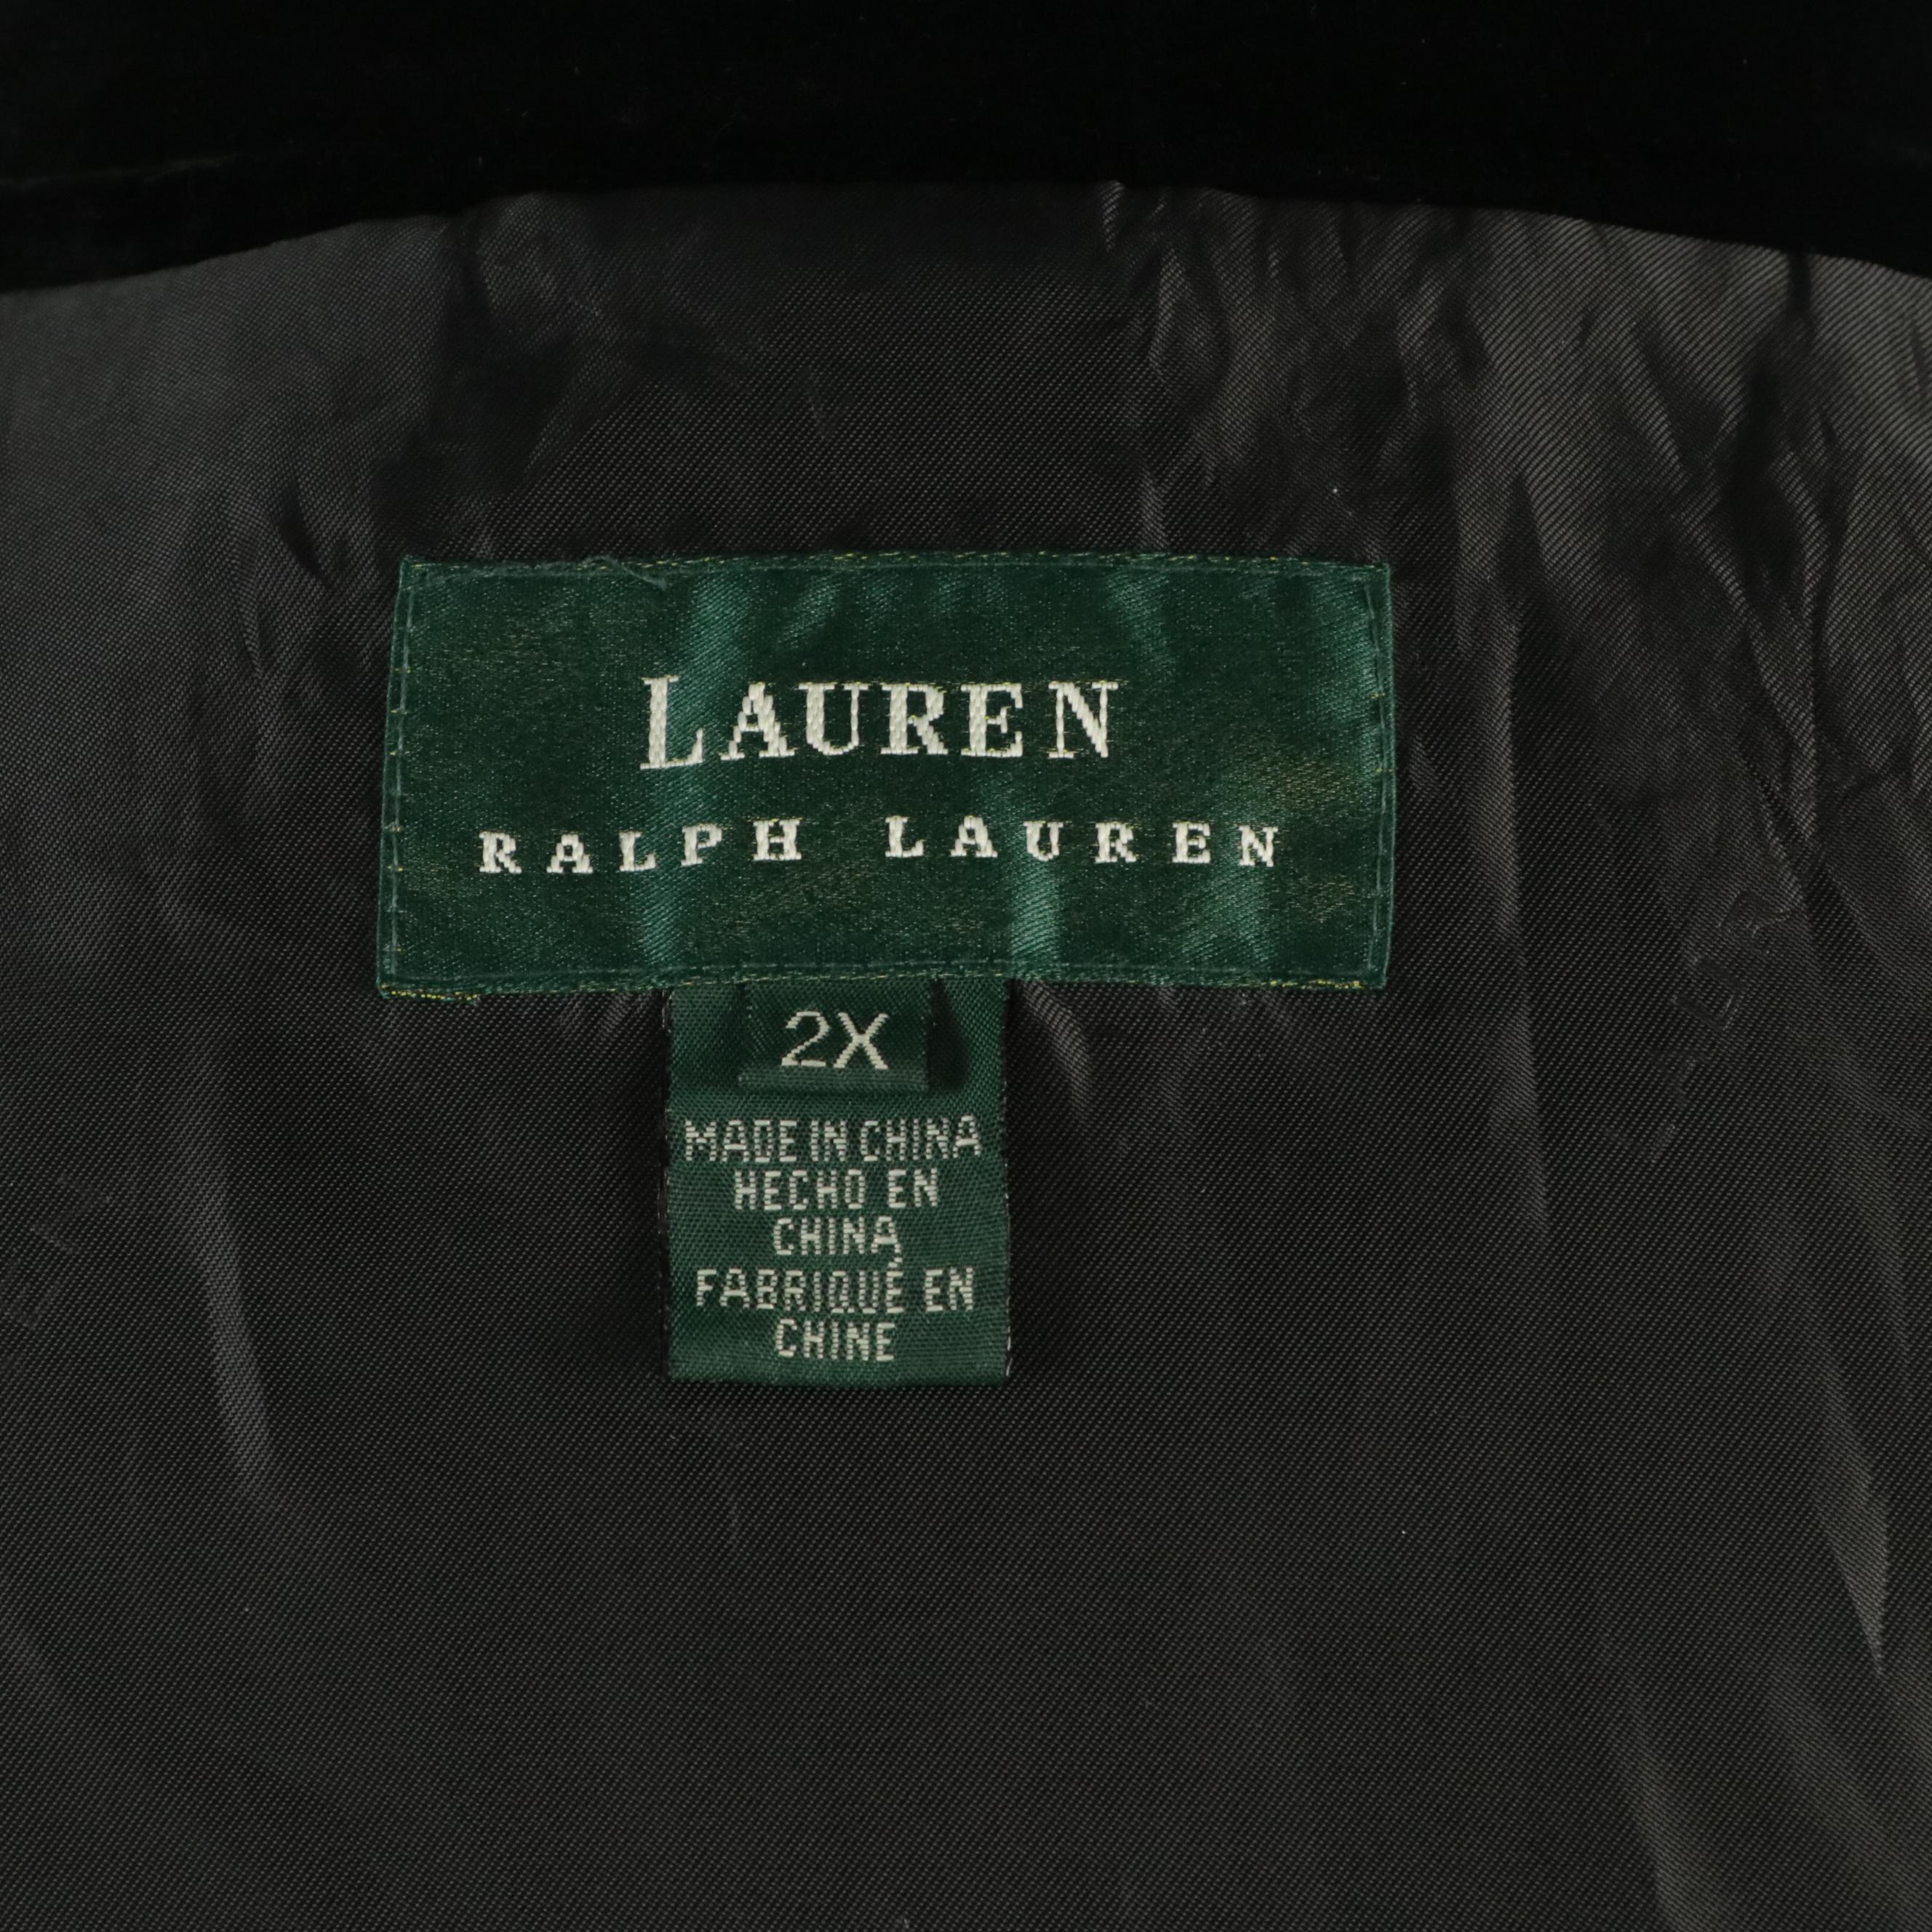 LAUREN
RALPH LAUREN
2X
MADE IN CHINA
HECHO EN
CHINA
FABRIQUÉ EN
CHINE